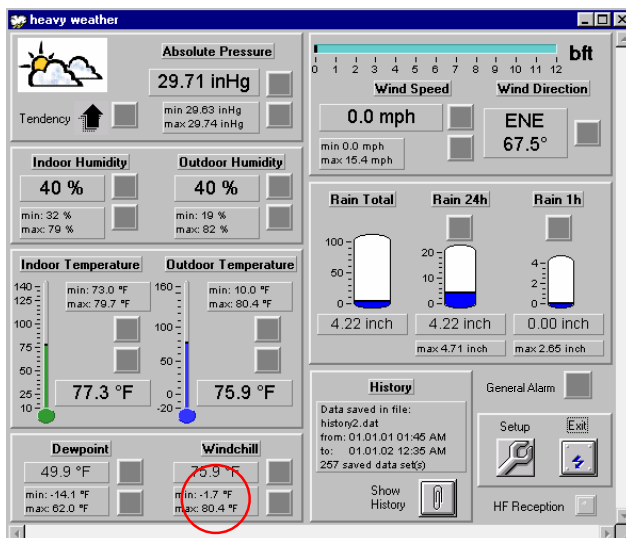 heavy weather
Absolute Pressure
29.71 inHg
Tendency
min 29.63 inHg
max 29.74 inHg
bft
0 1 2 3 4 5 6 7 8 9 10 11 12
Wind Speed
Wind Direction
0.0 mph
min 0.0 mph
max 15.4 mph
ENE
67.5°
Indoor Humidity
Outdoor Humidity
40 %
40 %
min: 32 %
max: 79 %
min: 19 %
max: 82 %
Rain Total
Rain 24h
Rain 1h
100
50
0
20
10
0
4
2
0
4.22 inch
4.22 inch
0.00 inch
max 4.71 inch
max 2.65 inch
Indoor Temperature
Outdoor Temperature
140
125
100
75
50
25
10
min: 73.0 °F
max: 79.7 °F
77.3 °F
160
100
50
0
-20
min: 10.0 °F
max: 80.4 °F
75.9 °F
History
Data saved in file:
history2.dat
from: 01.01.01 01:45 AM
to: 01.01.02 12:35 AM
257 saved data set(s)
Show
History
General Alarm
Setup
Exit
HF Reception
Dewpoint
Windchill
49.9 °F
75.9 °F
min: -14.1 °F
max: 62.0 °F
min: -1.7 °F
max: 80.4 °F